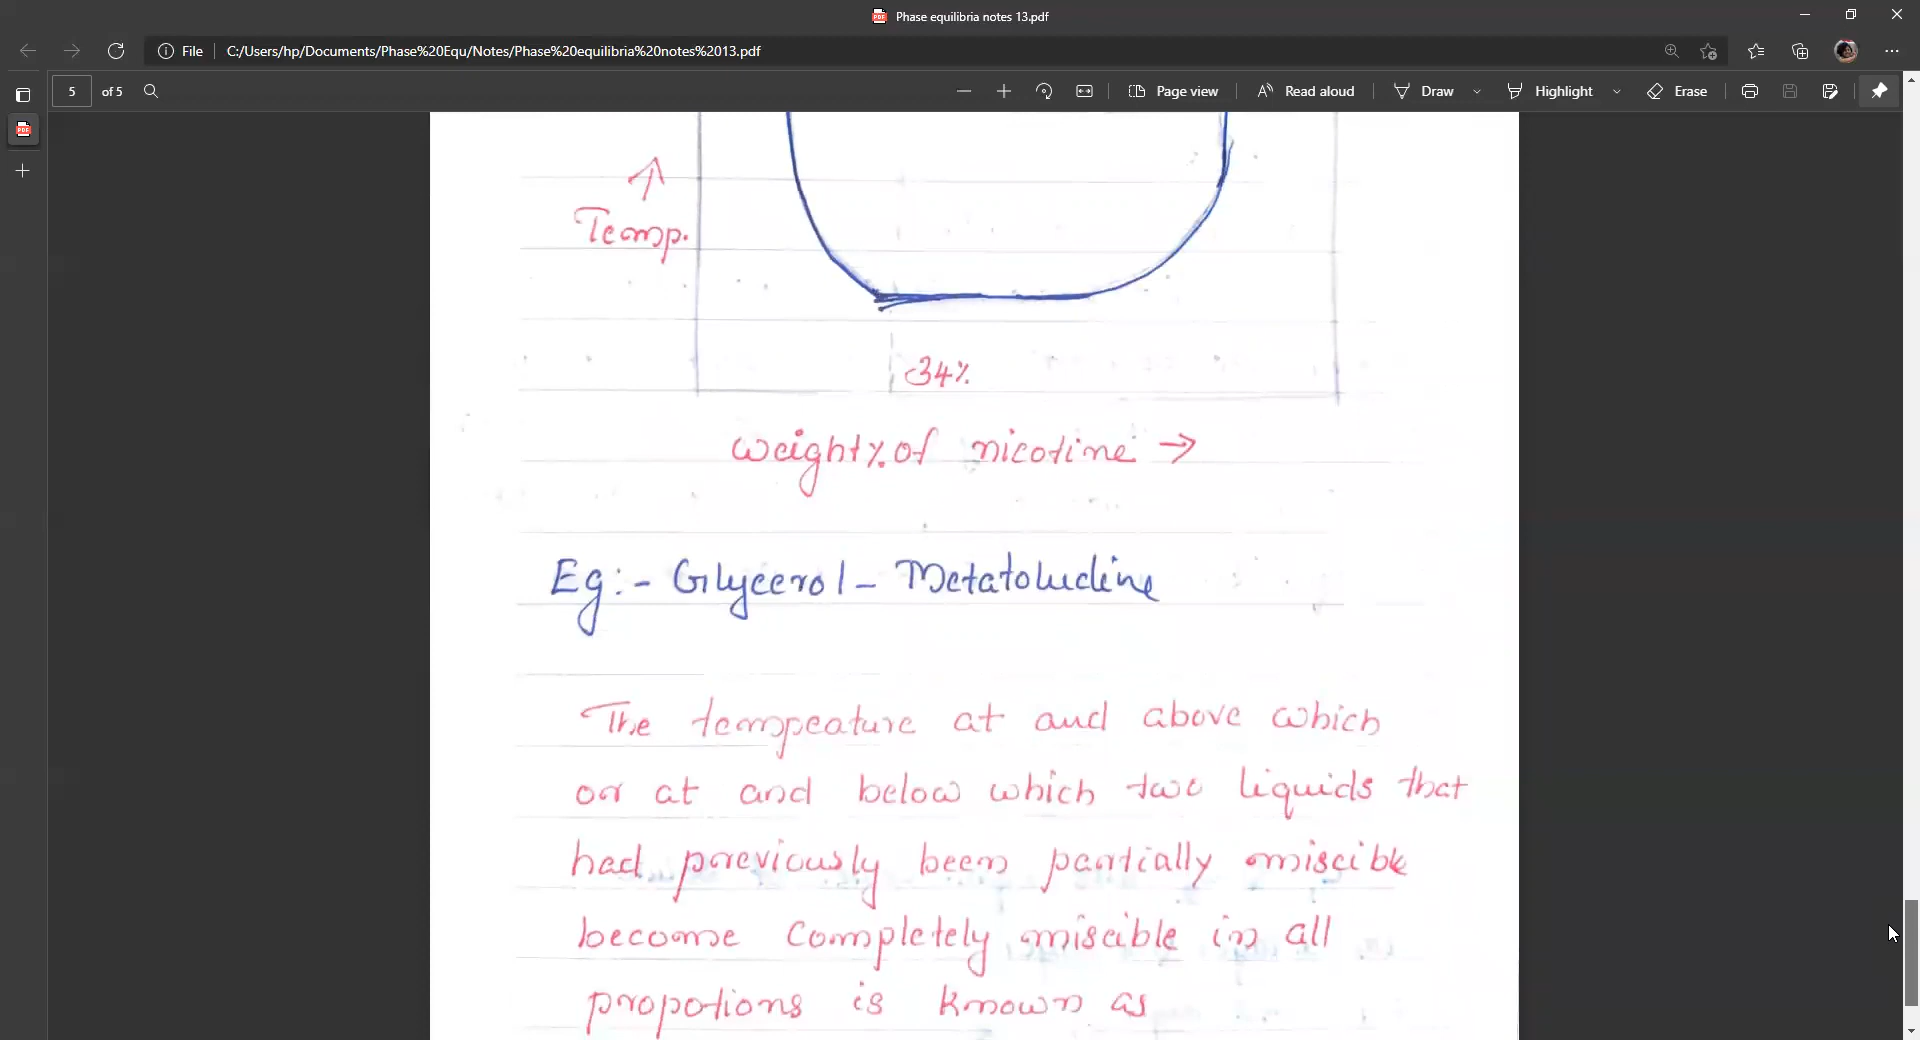 Phase equilibria notes 13.pdf
File C:/Users/hp/Documents/Phase%20Equ/Notes/Phase%20equilibria%20notes%2013.pdf
5 of 5 Page view Read aloud Draw Highlight Erase
Temp.
34%
weight% of nicotine →
Eg:- Glycerol - Metatoludine
The tempeature at and above which
or at and below which two liquids that
had previously been partially miscible
become completely miscible in all
propotions is known as